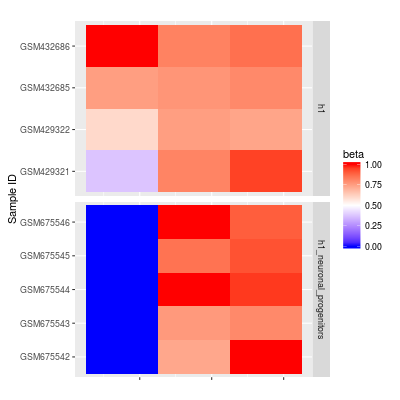 GSM432686
GSM432685
GSM429322
GSM429321
h1
Sample ID
GSM675546
GSM675545
GSM675544
GSM675543
GSM675542
h1_neuronal_progenitors
beta
1.00
0.75
0.50
0.25
0.00